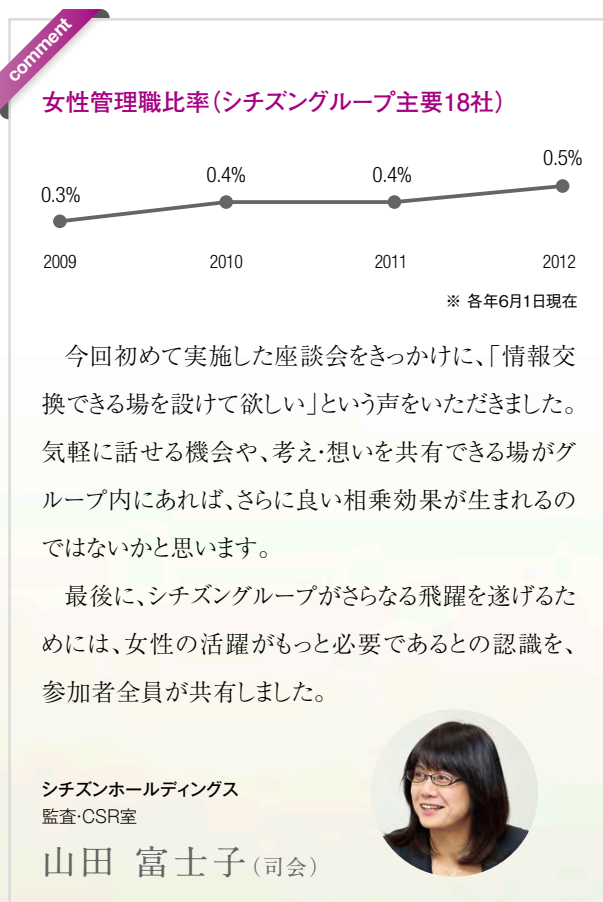 comment
女性管理職比率(シチズングループ主要18社)
0.3%
0.4%
0.4%
0.5%
2009
2010
2011
2012
※ 各年6月1日現在
今回初めて実施した座談会をきっかけに、「情報交
換できる場を設けて欲しい」という声をいただきました。
気軽に話せる機会や、考え・想いを共有できる場がグ
ループ内にあれば、さらに良い相乗効果が生まれるの
ではないかと思います。
最後に、シチズングループがさらなる飛躍を遂げるた
めには、女性の活躍がもっと必要であるとの認識を、
参加者全員が共有しました。
シチズンホールディングス
監査・CSR室
山田 富士子(司会)